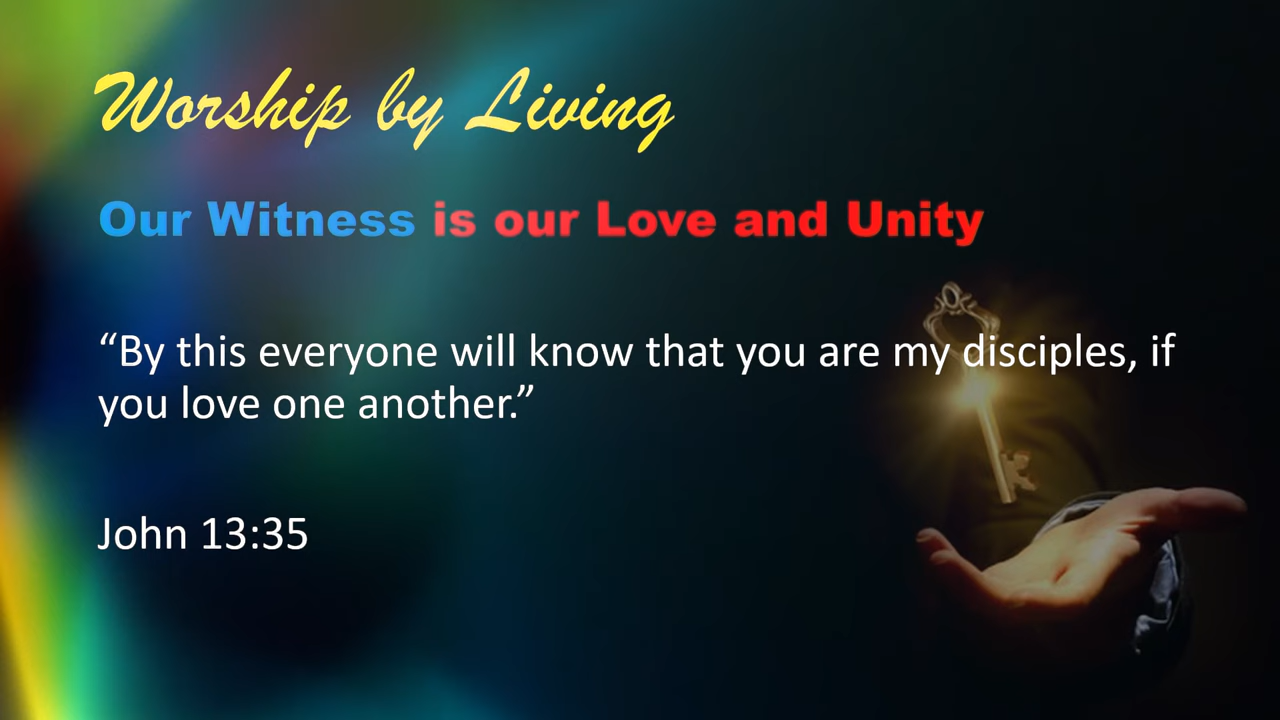 Worship by Living
Our Witness is our Love and Unity
“By this everyone will know that you are my disciples, if
you love one another.”
John 13:35